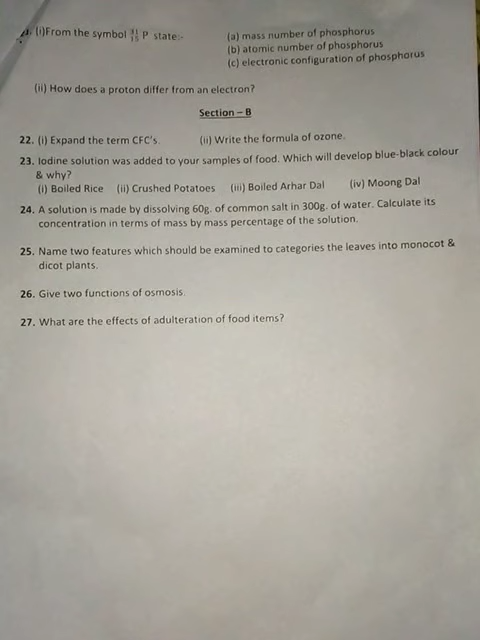 (i)From the symbol ³¹₁₅ P state:- (a) mass number of phosphorus
(b) atomic number of phosphorus
(c) electronic configuration of phosphorus
(ii) How does a proton differ from an electron?
Section – B
22. (i) Expand the term CFC's. (ii) Write the formula of ozone.
23. Iodine solution was added to your samples of food. Which will develop blue-black colour
& why?
(i) Boiled Rice (ii) Crushed Potatoes (iii) Boiled Arhar Dal (iv) Moong Dal
24. A solution is made by dissolving 60g. of common salt in 300g. of water. Calculate its
concentration in terms of mass by mass percentage of the solution.
25. Name two features which should be examined to categories the leaves into monocot &
dicot plants.
26. Give two functions of osmosis.
27. What are the effects of adulteration of food items?